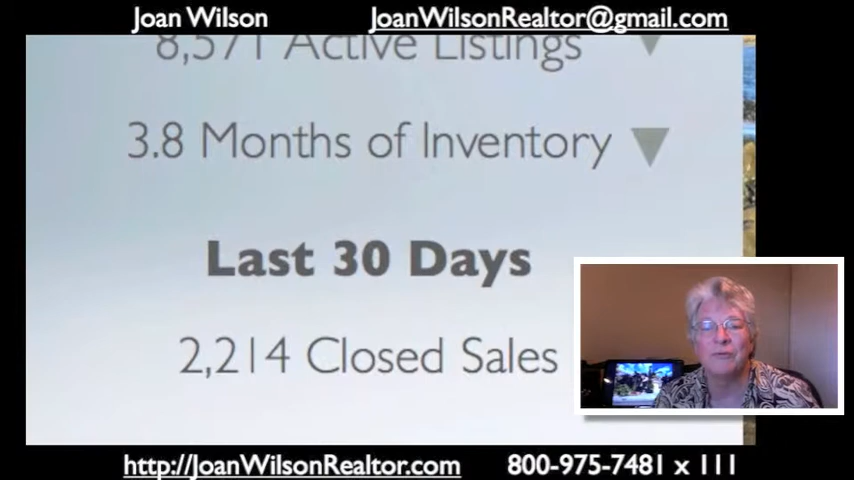 Joan Wilson JoanWilsonRealtor@gmail.com
8,571 Active Listings
3.8 Months of Inventory
Last 30 Days
2,214 Closed Sales
http://JoanWilsonRealtor.com 800-975-7481 x 111